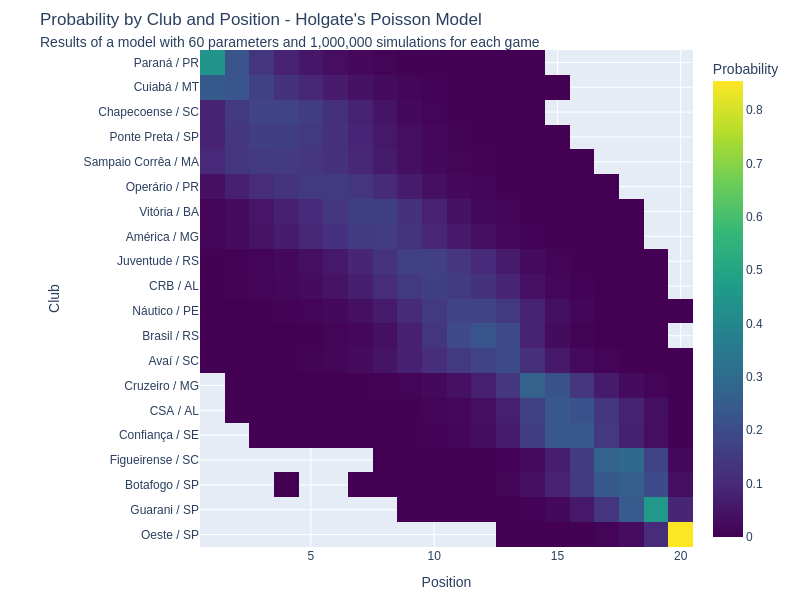 Probability by Club and Position - Holgate's Poisson Model
Results of a model with 60 parameters and 1,000,000 simulations for each game
Probability
Club
Paraná / PR
Cuiabá / MT
Chapecoense / SC
Ponte Preta / SP
Sampaio Corrêa / MA
Operário / PR
Vitória / BA
América / MG
Juventude / RS
CRB / AL
Náutico / PE
Brasil / RS
Avaí / SC
Cruzeiro / MG
CSA / AL
Confiança / SE
Figueirense / SC
Botafogo / SP
Guarani / SP
Oeste / SP
0.8
0.7
0.6
0.5
0.4
0.3
0.2
0.1
0
5 10 15 20
Position